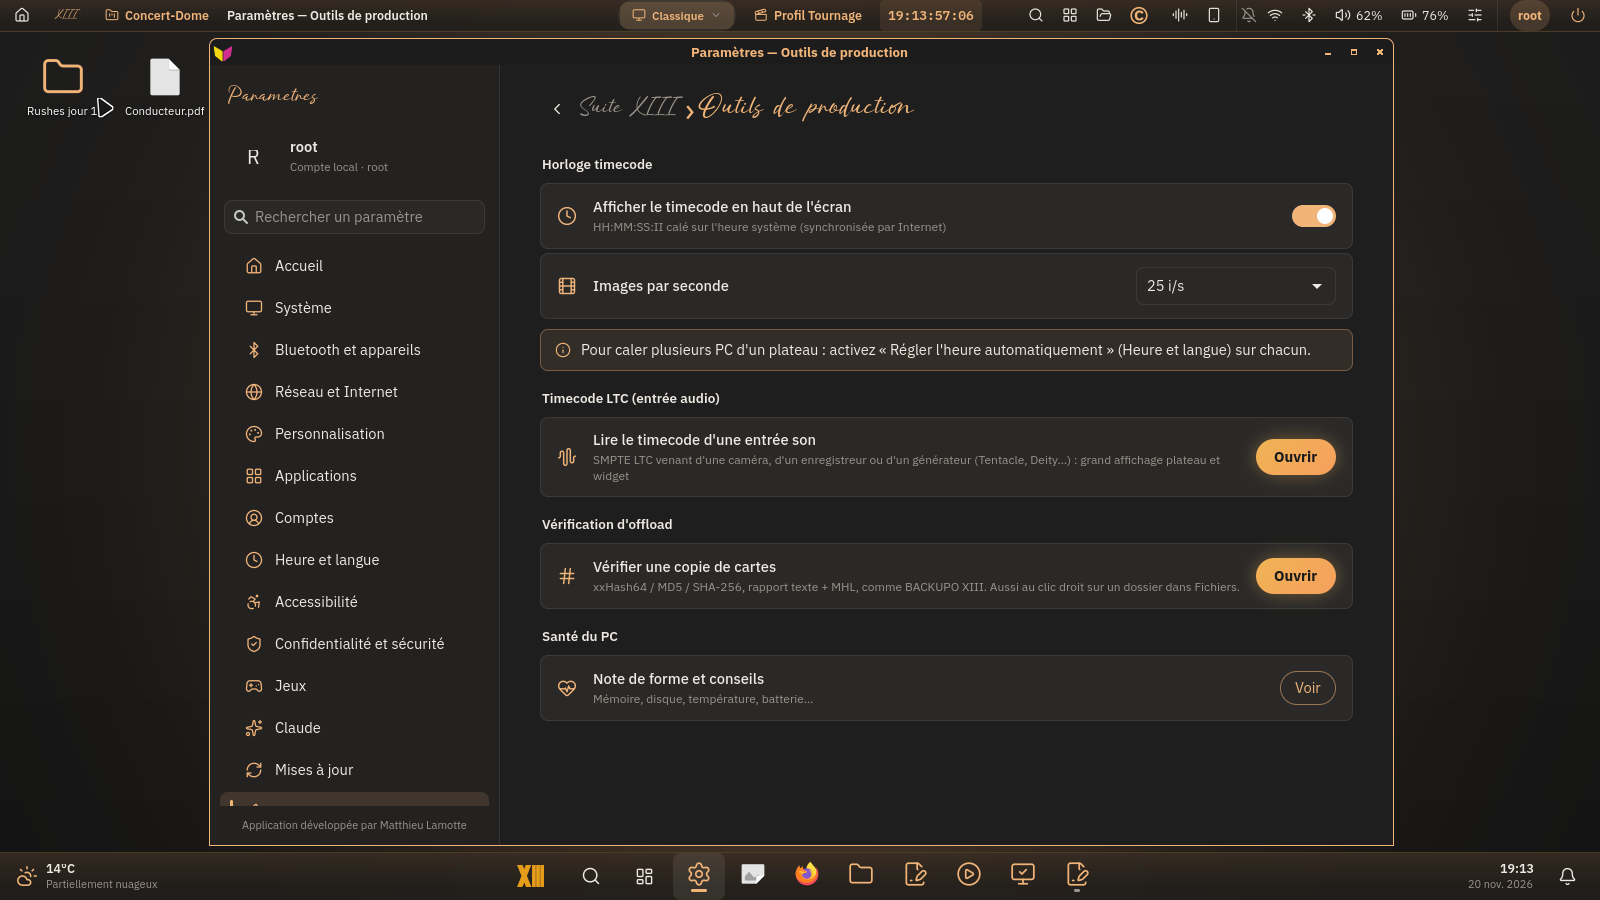 XIII
Concert-Dome
Paramètres — Outils de production
Classique
Profil Tournage
19:13:57:06
62%
76%
root
Rushes jour 1
Conducteur.pdf
Paramètres — Outils de production
Paramètres
R
root
Compte local · root
Rechercher un paramètre
Accueil
Système
Bluetooth et appareils
Réseau et Internet
Personnalisation
Applications
Comptes
Heure et langue
Accessibilité
Confidentialité et sécurité
Jeux
Claude
Mises à jour
Application développée par Matthieu Lamotte
Suite XIII › Outils de production
Horloge timecode
Afficher le timecode en haut de l'écran
HH:MM:SS:II calé sur l'heure système (synchronisée par Internet)
Images par seconde
25 i/s
Pour caler plusieurs PC d'un plateau : activez « Régler l'heure automatiquement » (Heure et langue) sur chacun.
Timecode LTC (entrée audio)
Lire le timecode d'une entrée son
SMPTE LTC venant d'une caméra, d'un enregistreur ou d'un générateur (Tentacle, Deity…) : grand affichage plateau et
widget
Ouvrir
Vérification d'offload
Vérifier une copie de cartes
xxHash64 / MD5 / SHA-256, rapport texte + MHL, comme BACKUPO XIII. Aussi au clic droit sur un dossier dans Fichiers.
Ouvrir
Santé du PC
Note de forme et conseils
Mémoire, disque, température, batterie…
Voir
14°C
Partiellement nuageux
XIII
19:13
20 nov. 2026